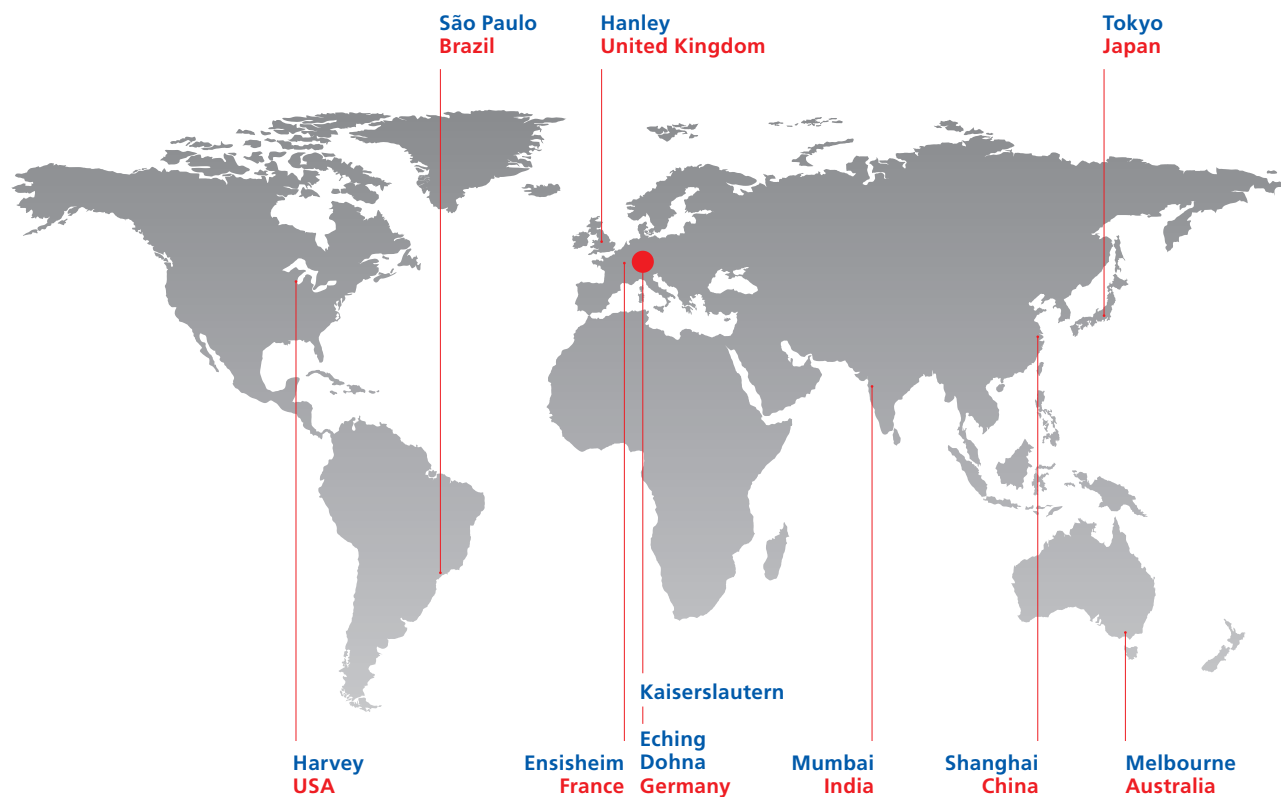 São Paulo
Brazil
Hanley
United Kingdom
Tokyo
Japan
Kaiserslautern
Eching
Dohna
Germany
Harvey
USA
Ensisheim
France
Mumbai
India
Shanghai
China
Melbourne
Australia